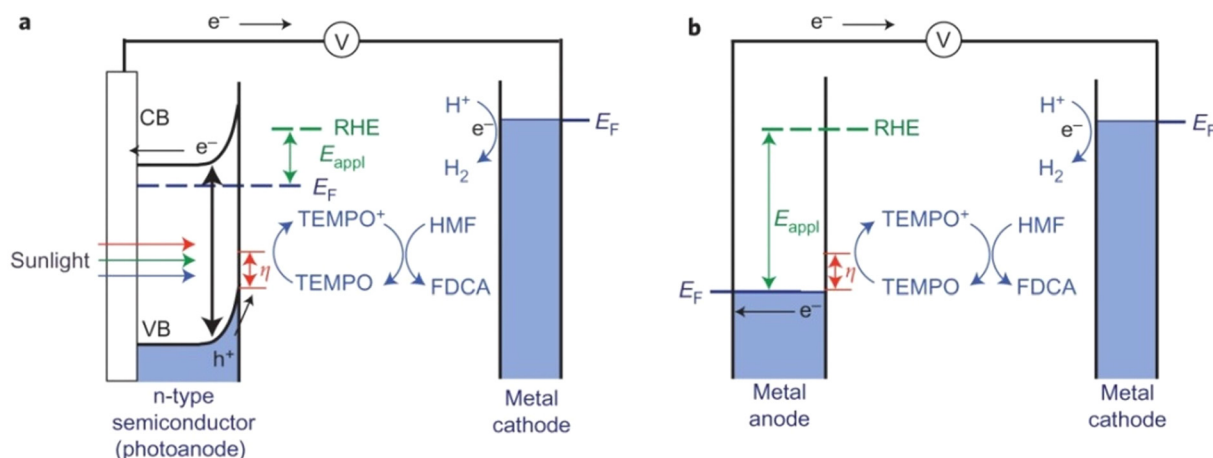 a
e⁻
V
CB
e⁻
RHE
E_appl
E_F
H⁺
e⁻
H₂
E_F
Sunlight
TEMPO⁺
HMF
η
TEMPO
FDCA
VB
h⁺
n-type
semiconductor
(photoanode)
Metal
cathode
b
e⁻
V
RHE
H⁺
e⁻
H₂
E_F
E_appl
TEMPO⁺
HMF
η
E_F
TEMPO
FDCA
e⁻
Metal
anode
Metal
cathode